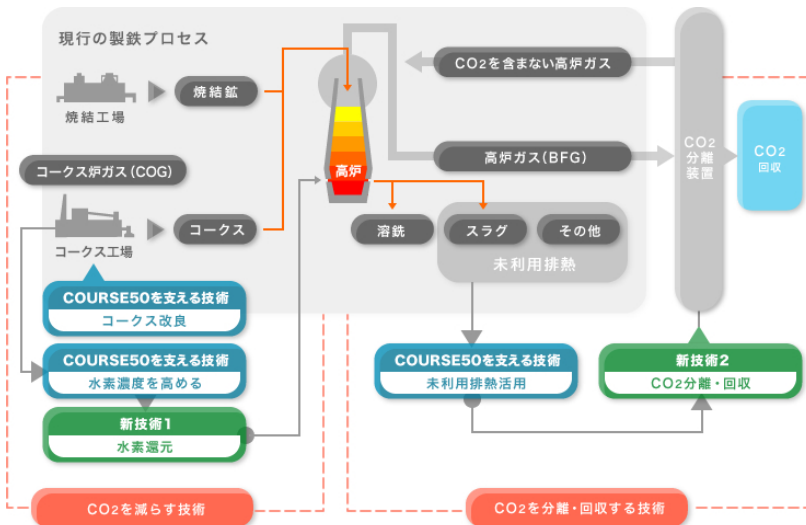 現行の製鉄プロセス
焼結工場
焼結鉱
CO2を含まない高炉ガス
CO2
分離
装置
CO2
回収
高炉ガス(BFG)
高炉
コークス炉ガス(COG)
コークス工場
コークス
溶銑
スラグ
その他
未利用排熱
COURSE50を支える技術
コークス改良
COURSE50を支える技術
水素濃度を高める
新技術1
水素還元
COURSE50を支える技術
未利用排熱活用
新技術2
CO2分離・回収
CO2を減らす技術
CO2を分離・回収する技術